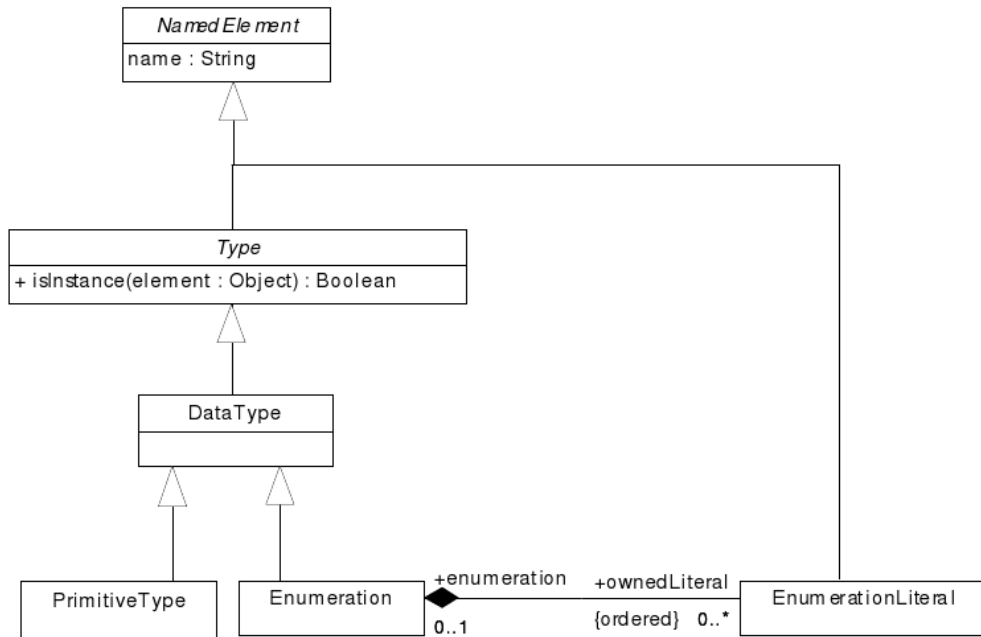 NamedElement
name : String
Type
+ isInstance(element : Object) : Boolean
DataType
PrimitiveType
Enumeration
+enumeration
0..1
+ownedLiteral
{ordered} 0..*
EnumerationLiteral